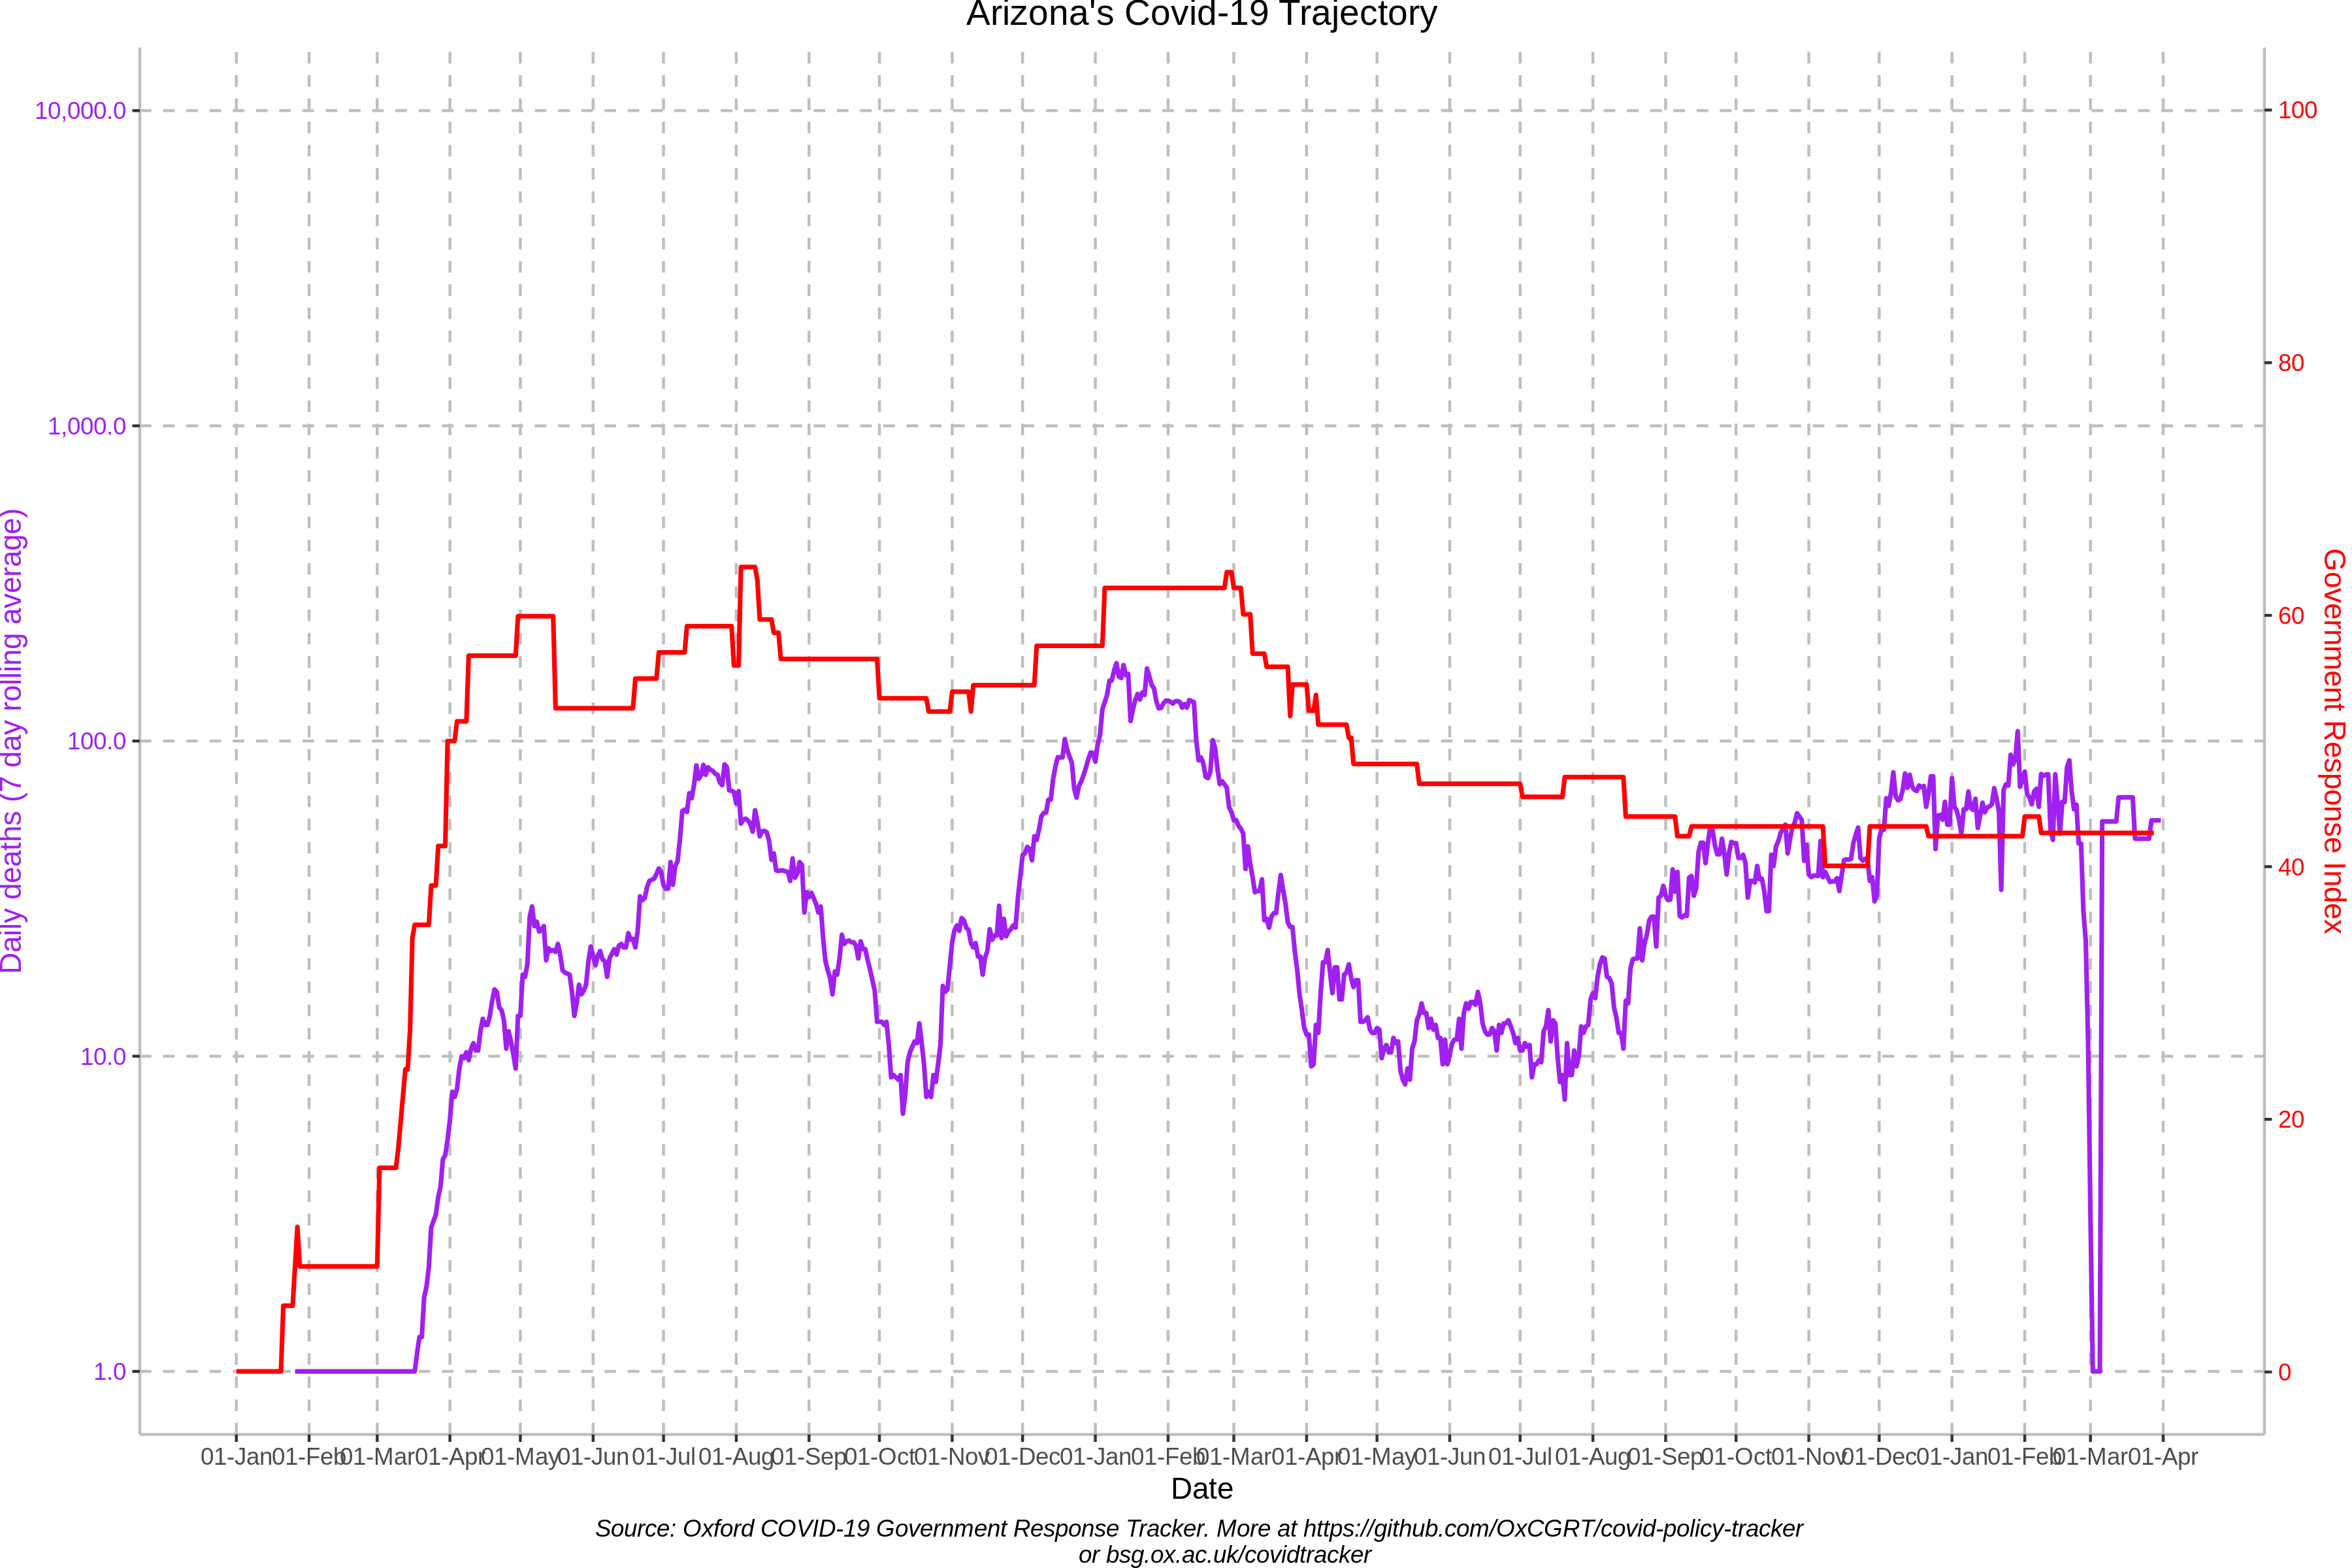 Arizona's Covid-19 Trajectory
10,000.0
1,000.0
100.0
10.0
1.0
Daily deaths (7 day rolling average)
100
80
60
40
20
0
Government Response Index
01-Jan 01-Feb 01-Mar 01-Apr 01-May 01-Jun 01-Jul 01-Aug 01-Sep 01-Oct 01-Nov 01-Dec 01-Jan 01-Feb 01-Mar 01-Apr 01-May 01-Jun 01-Jul 01-Aug 01-Sep 01-Oct 01-Nov 01-Dec 01-Jan 01-Feb 01-Mar 01-Apr
Date
Source: Oxford COVID-19 Government Response Tracker. More at https://github.com/OxCGRT/covid-policy-tracker
or bsg.ox.ac.uk/covidtracker